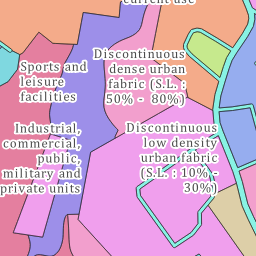 current use
Sports and
leisure
facilities
Discontinuous
dense urban
fabric (S.L. :
50% - 80%)
Industrial,
commercial,
public,
military and
private units
Discontinuous
low density
urban fabric
(S.L. : 10% -
30%)